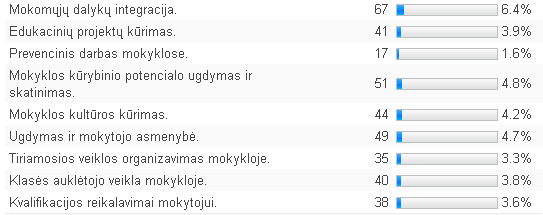 Mokomųjų dalykų integracija. 67 6.4%
Edukacinių projektų kūrimas. 41 3.9%
Prevencinis darbas mokyklose. 17 1.6%
Mokyklos kūrybinio potencialo ugdymas ir
skatinimas. 51 4.8%
Mokyklos kultūros kūrimas. 44 4.2%
Ugdymas ir mokytojo asmenybė. 49 4.7%
Tiriamosios veiklos organizavimas mokykloje. 35 3.3%
Klasės auklėtojo veikla mokykloje. 40 3.8%
Kvalifikacijos reikalavimai mokytojui. 38 3.6%